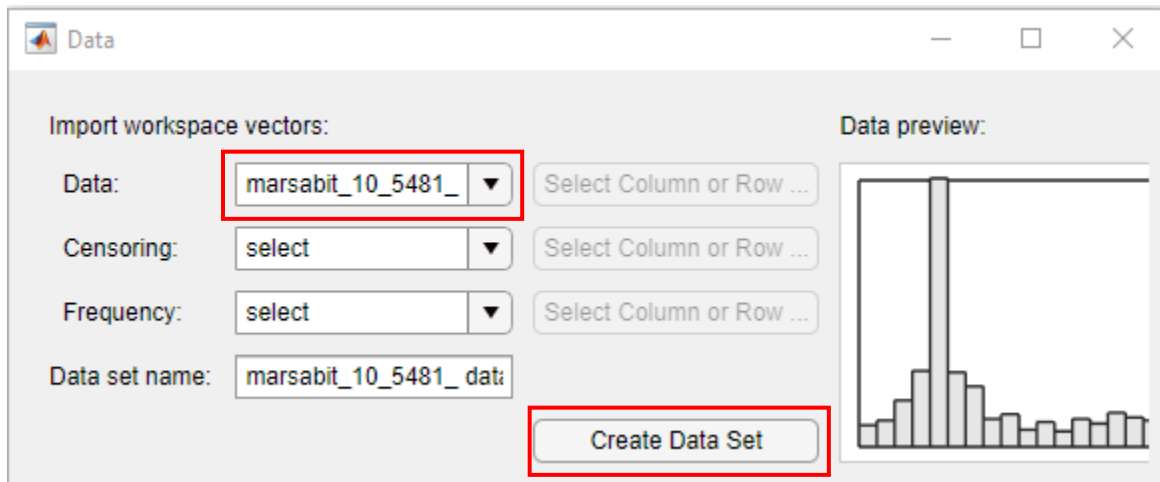 Data
Import workspace vectors:
Data preview:
Data: marsabit_10_5481_ Select Column or Row ...
Censoring: select Select Column or Row ...
Frequency: select Select Column or Row ...
Data set name: marsabit_10_5481_ data
Create Data Set